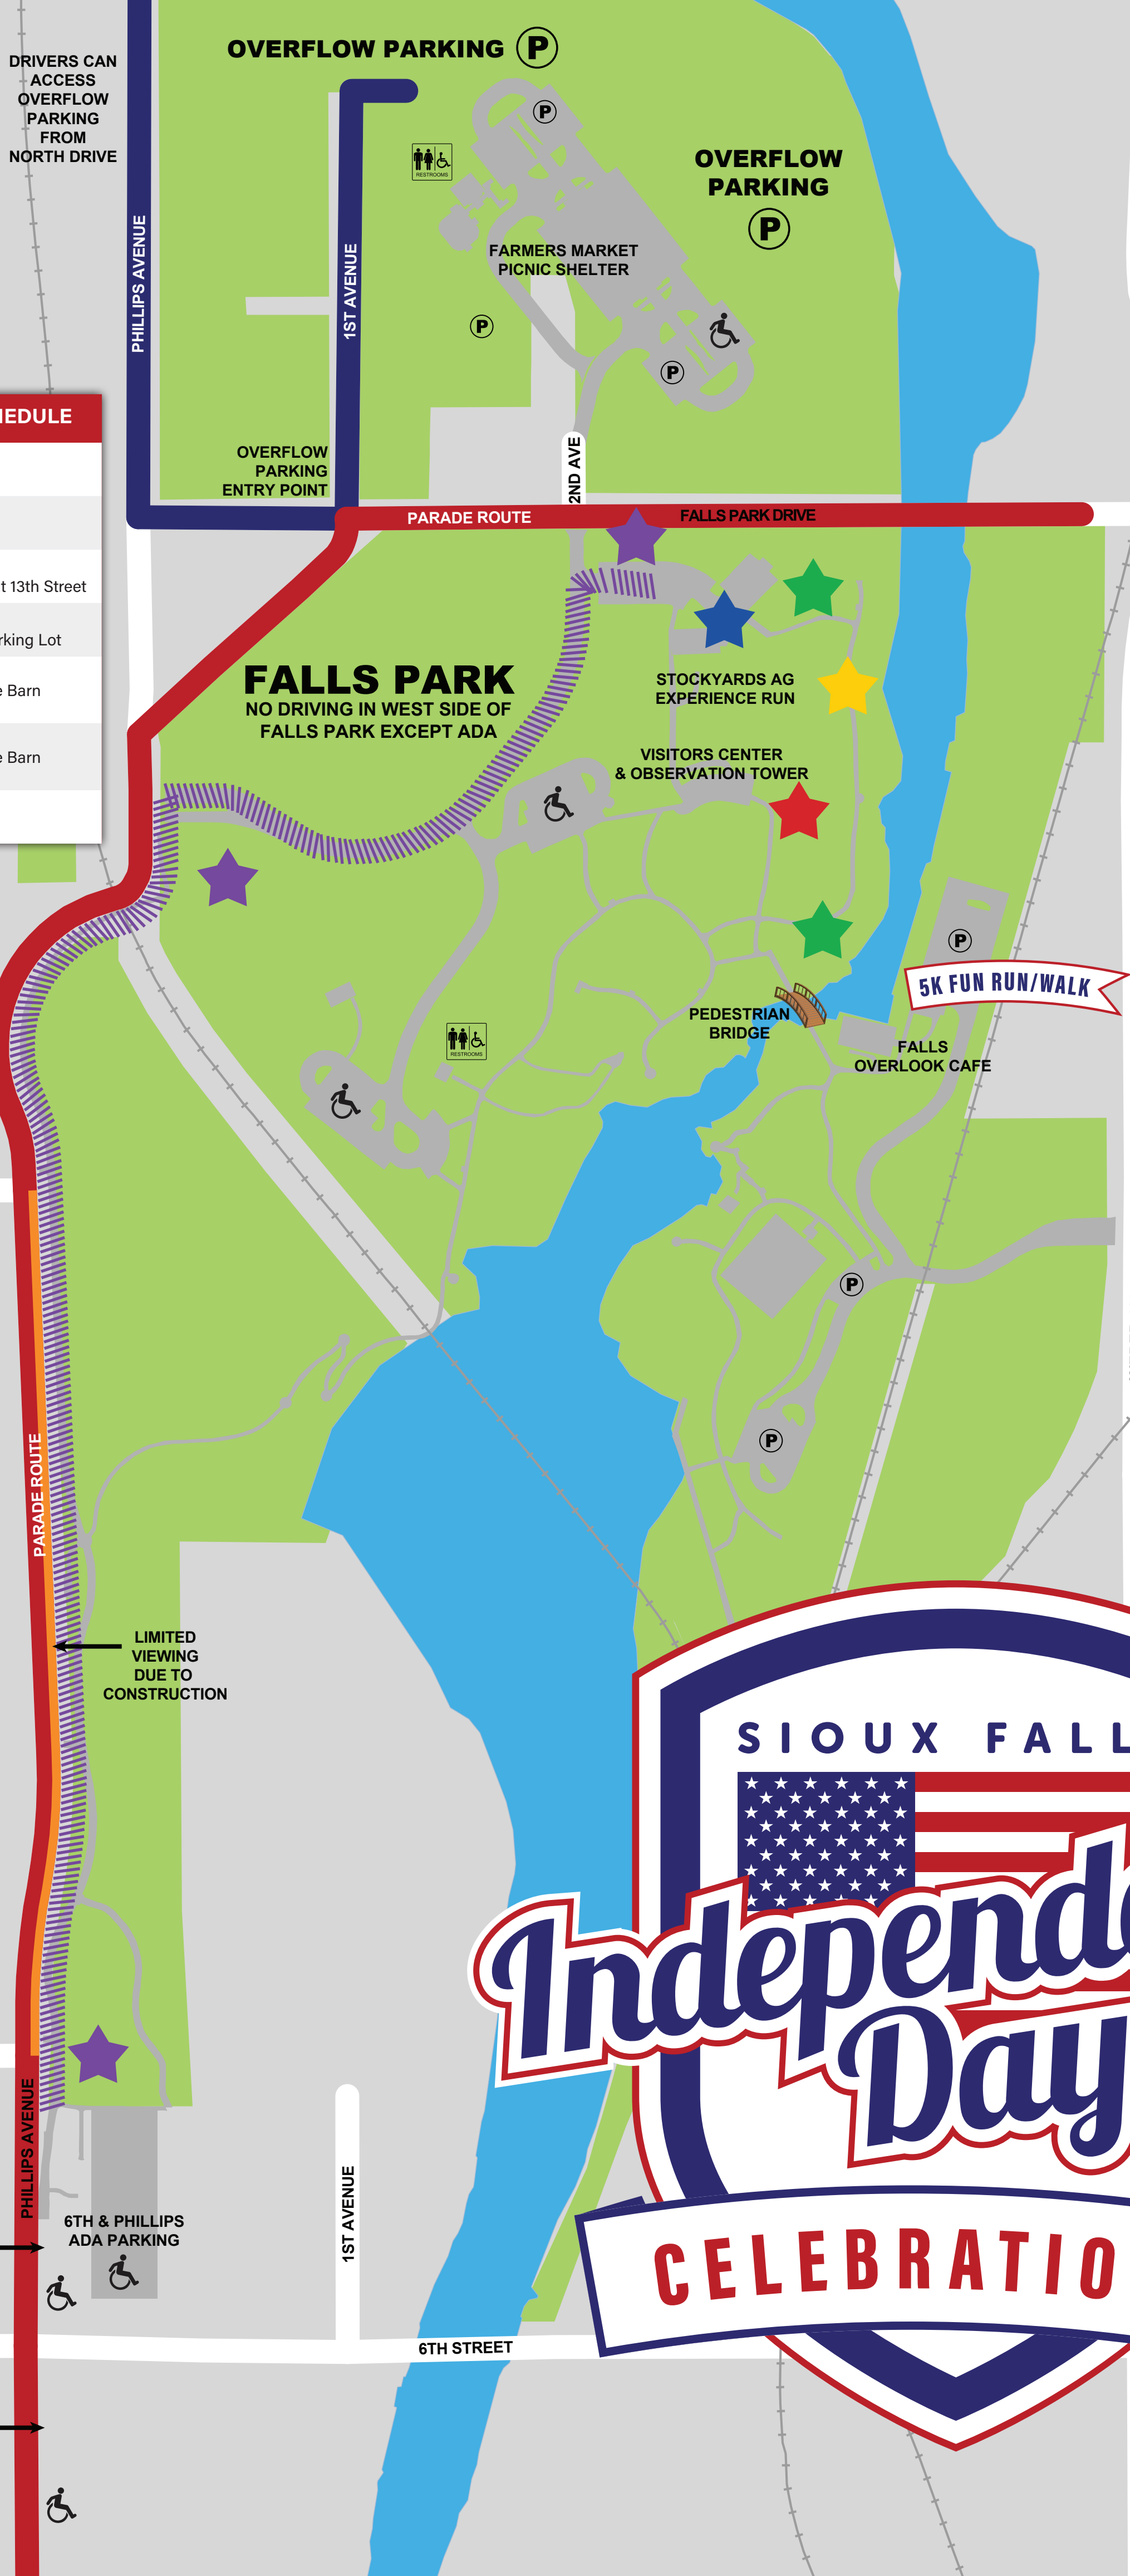 OVERFLOW PARKING P
DRIVERS CAN
ACCESS
OVERFLOW
PARKING
FROM
NORTH DRIVE
P
RESTROOMS
OVERFLOW
PARKING
P
PHILLIPS AVENUE
1ST AVENUE
FARMERS MARKET
PICNIC SHELTER
P
P
HEDULE
OVERFLOW
PARKING
ENTRY POINT
2ND AVE
PARADE ROUTE
FALLS PARK DRIVE
t 13th Street
rking Lot
e Barn
e Barn
FALLS PARK
NO DRIVING IN WEST SIDE OF
FALLS PARK EXCEPT ADA
STOCKYARDS AG
EXPERIENCE RUN
VISITORS CENTER
& OBSERVATION TOWER
P
5K FUN RUN/WALK
PEDESTRIAN
BRIDGE
FALLS
OVERLOOK CAFE
RESTROOMS
P
P
PARADE ROUTE
LIMITED
VIEWING
DUE TO
CONSTRUCTION
SIOUX FALL
Independe
Day
CELEBRATIO
PHILLIPS AVENUE
6TH & PHILLIPS
ADA PARKING
1ST AVENUE
6TH STREET